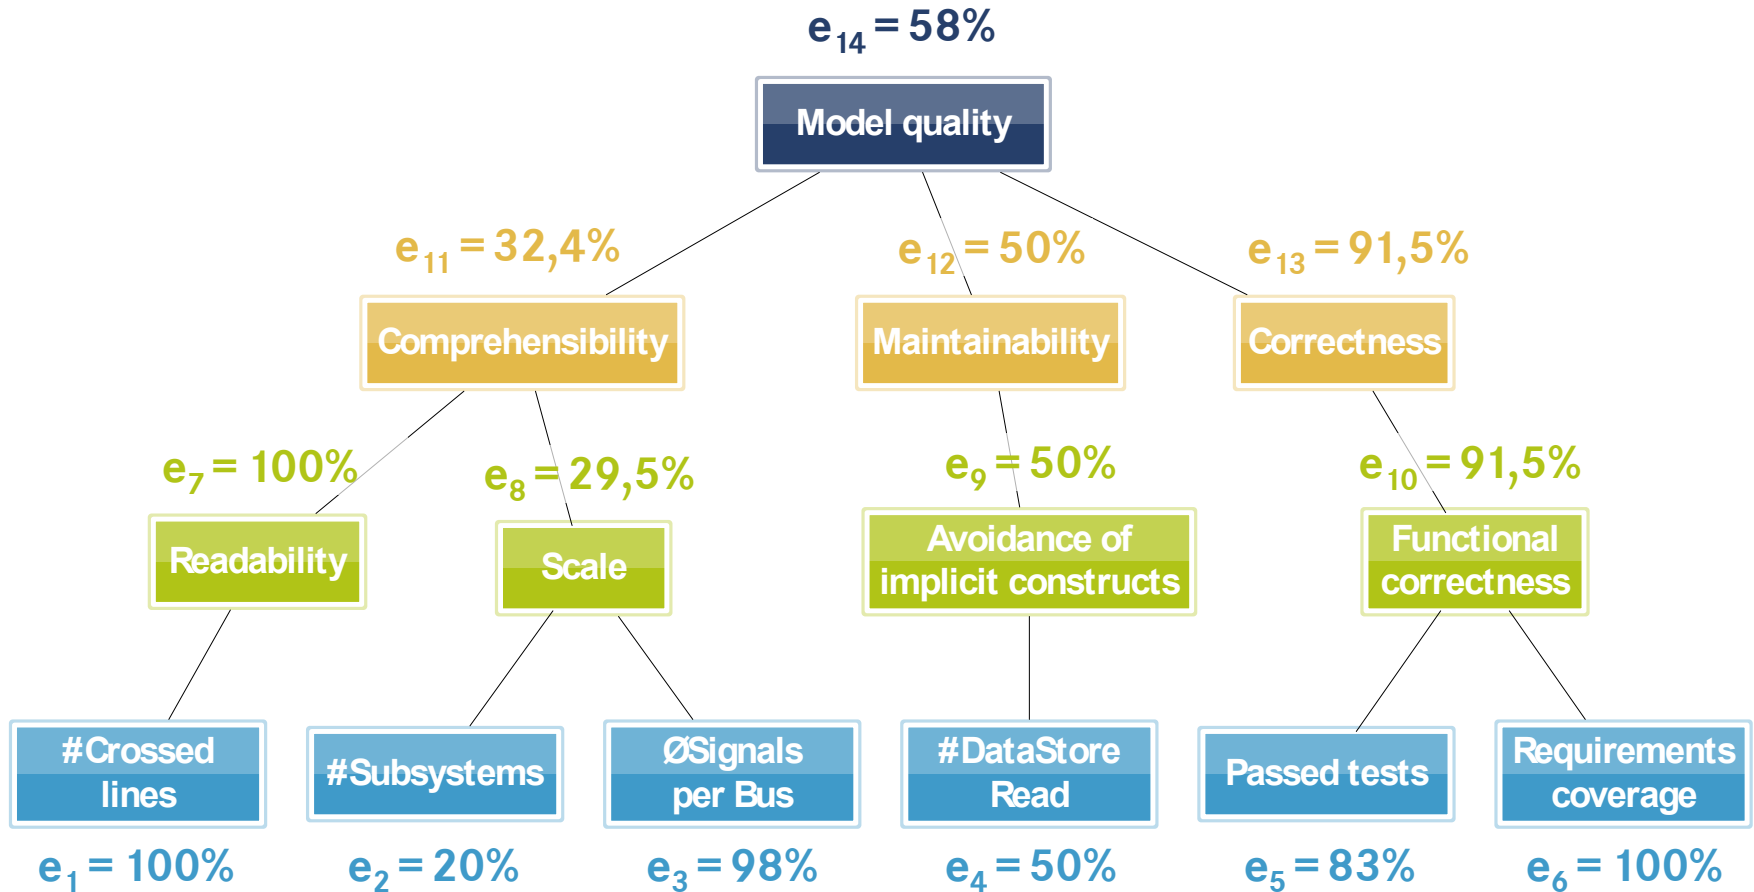 e14 = 58%
Model quality
e11 = 32,4%
e12 = 50%
e13 = 91,5%
Comprehensibility
Maintainability
Correctness
e7 = 100%
e8 = 29,5%
e9 = 50%
e10 = 91,5%
Readability
Scale
Avoidance of
implicit constructs
Functional
correctness
#Crossed
lines
#Subsystems
ØSignals
per Bus
#DataStore
Read
Passed tests
Requirements
coverage
e1 = 100%
e2 = 20%
e3 = 98%
e4 = 50%
e5 = 83%
e6 = 100%